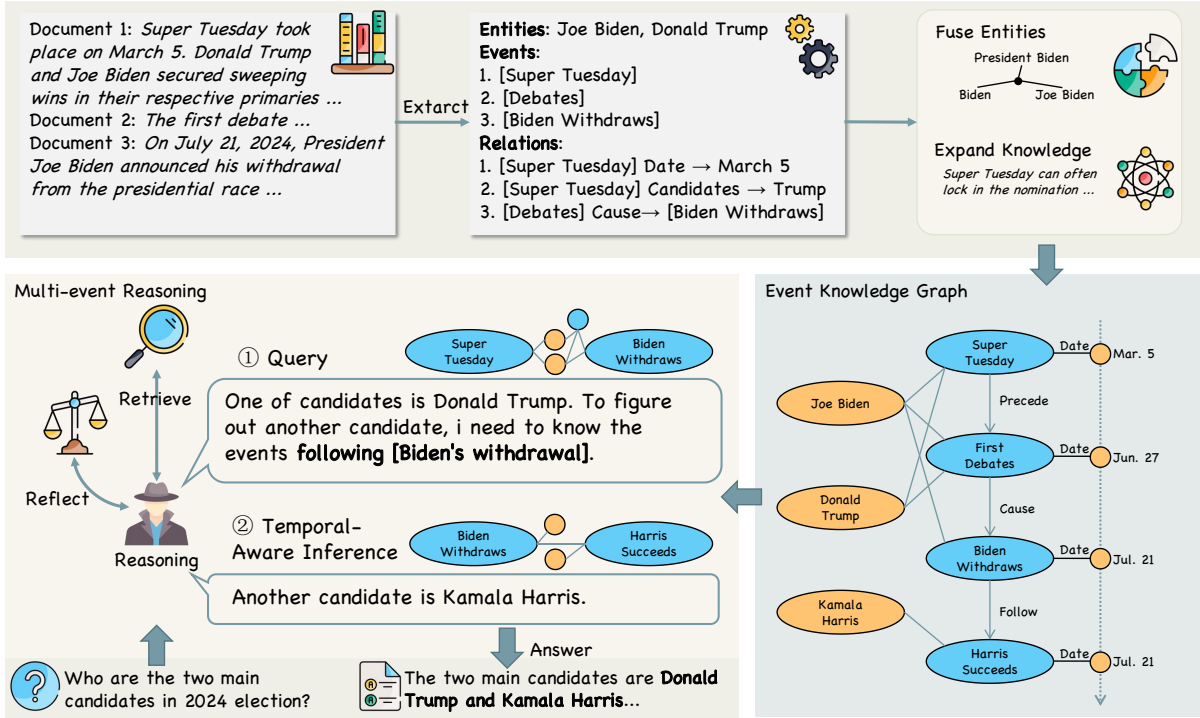 Document 1: Super Tuesday took
place on March 5. Donald Trump
and Joe Biden secured sweeping
wins in their respective primaries ...
Document 2: The first debate ...
Document 3: On July 21, 2024, President
Joe Biden announced his withdrawal
from the presidential race ...
Extarct
Entities: Joe Biden, Donald Trump
Events:
1. [Super Tuesday]
2. [Debates]
3. [Biden Withdraws]
Relations:
1. [Super Tuesday] Date → March 5
2. [Super Tuesday] Candidates → Trump
3. [Debates] Cause→ [Biden Withdraws]
Fuse Entities
President Biden
Biden
Joe Biden
Expand Knowledge
Super Tuesday can often
lock in the nomination ...
Multi-event Reasoning
Retrieve
Reflect
Reasoning
① Query
Super
Tuesday
Biden
Withdraws
One of candidates is Donald Trump. To figure
out another candidate, i need to know the
events following [Biden's withdrawal].
② Temporal-
Aware Inference
Biden
Withdraws
Harris
Succeeds
Another candidate is Kamala Harris.
Answer
Who are the two main
candidates in 2024 election?
The two main candidates are Donald
Trump and Kamala Harris...
R
R
Event Knowledge Graph
Super
Tuesday
Date
Mar. 5
Joe Biden
Precede
First
Debates
Date
Jun. 27
Donald
Trump
Cause
Biden
Withdraws
Date
Jul. 21
Kamala
Harris
Follow
Harris
Succeeds
Date
Jul. 21